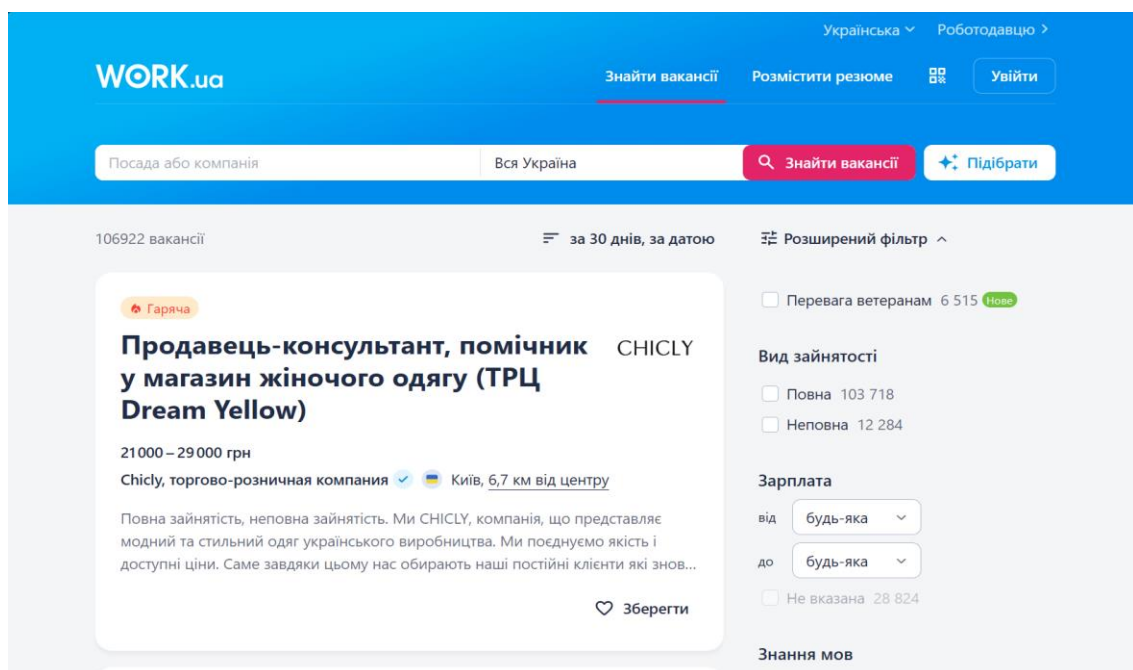 Українська
Роботодавцю
WORK.ua
Знайти вакансії
Розмістити резюме
Увійти
Посада або компанія
Вся Україна
Знайти вакансії
Підібрати
106922 вакансії
за 30 днів, за датою
Розширений фільтр
Гаряча
Продавець-консультант, помічник
у магазин жіночого одягу (ТРЦ
Dream Yellow)
CHICLY
21 000 – 29 000 грн
Chicly, торгово-розничная компания Київ, 6,7 км від центру
Повна зайнятість, неповна зайнятість. Ми CHICLY, компанія, що представляє
модний та стильний одяг українського виробництва. Ми поєднуємо якість і
доступні ціни. Саме завдяки цьому нас обирають наші постійні клієнти які знов...
Зберегти
Перевага ветеранам 6 515 Нове
Вид зайнятості
Повна 103 718
Неповна 12 284
Зарплата
від будь-яка
до будь-яка
Не вказана 28 824
Знання мов